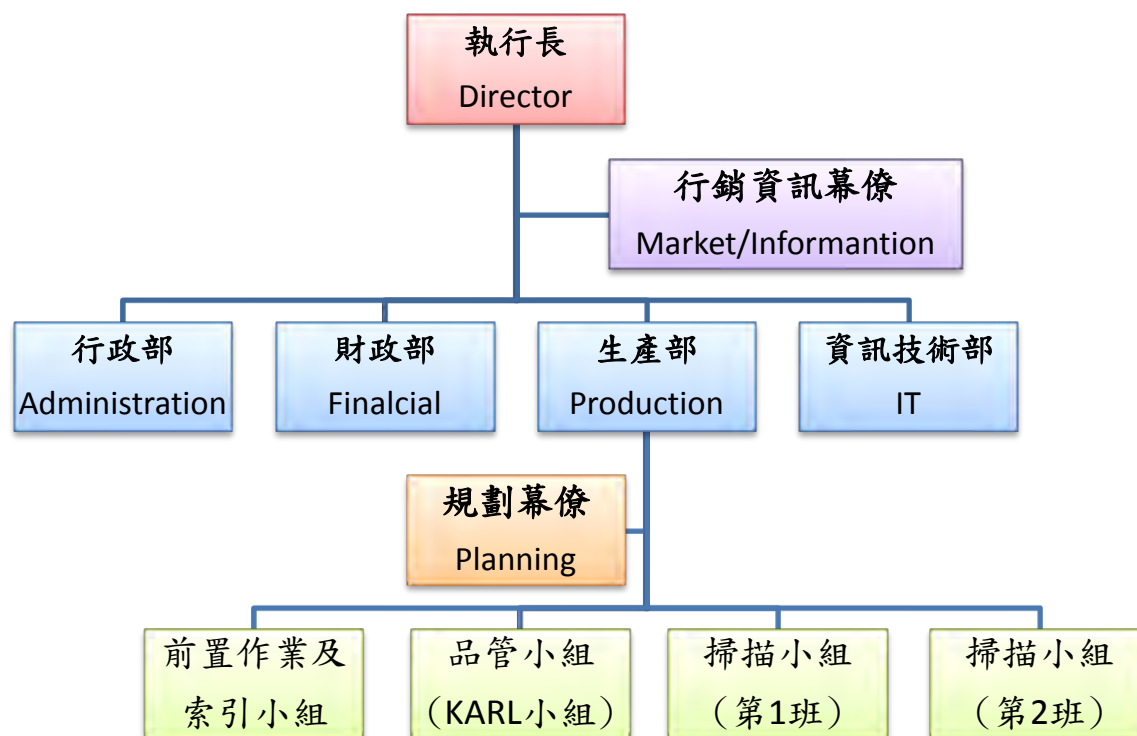 執行長
Director
行銷資訊幕僚
Market/Informantion
行政部
Administration
財政部
Finalcial
生產部
Production
資訊技術部
IT
規劃幕僚
Planning
前置作業及
索引小組
品管小組
（KARL小組）
掃描小組
（第1班）
掃描小組
（第2班）